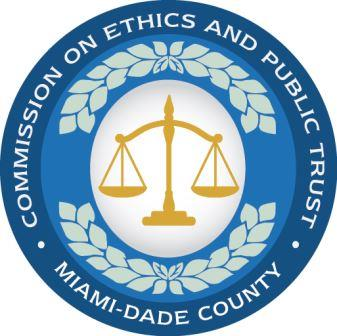 COMMISSION ON ETHICS AND PUBLIC TRUST
MIAMI-DADE COUNTY